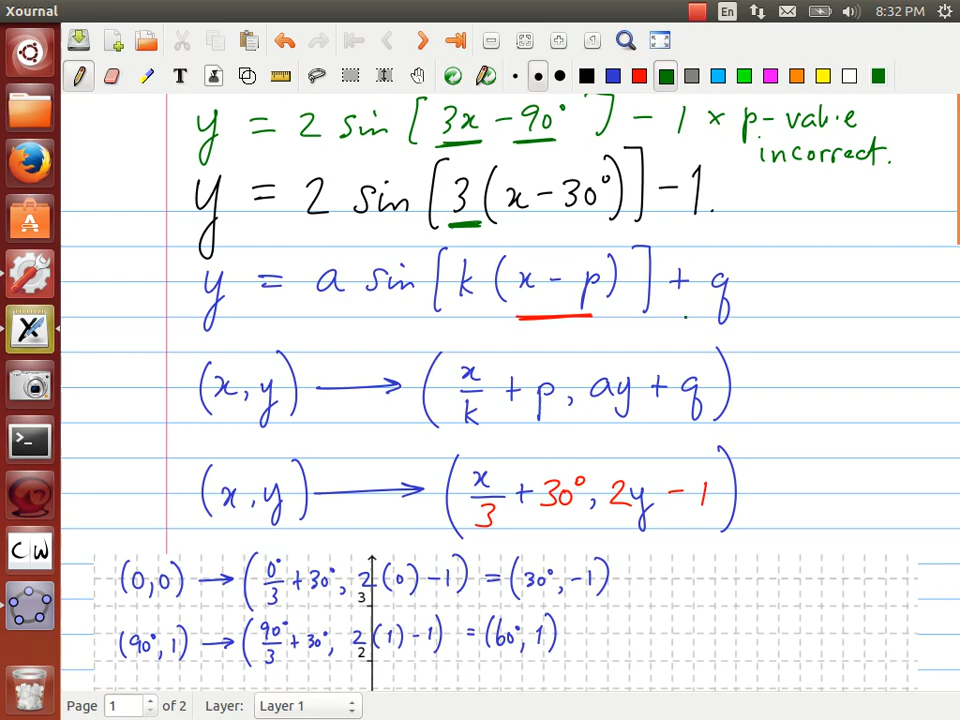 Xournal
En
8:32 PM
y = 2 sin [3x - 90°] - 1 × p-value
incorrect.
y = 2 sin [3(x - 30°)] - 1.
y = a sin [k (x - p)] + q
(x, y) → (x/k + p, ay + q)
(x, y) → (x/3 + 30°, 2y - 1)
(0, 0) → (0°/3 + 30°, 2(0) - 1) = (30°, -1)
3
(90°, 1) → (90°/3 + 30°, 2(1) - 1) = (60°, 1)
2
CW
Page 1 of 2 Layer: Layer 1